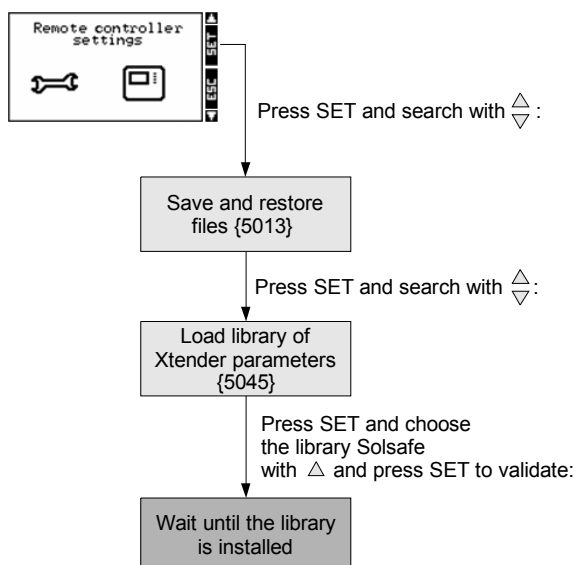 Remote controller
settings
SET
ESC
Press SET and search with △▽ :
Save and restore
files {5013}
Press SET and search with △▽ :
Load library of
Xtender parameters
{5045}
Press SET and choose
the library Solsafe
with △ and press SET to validate:
Wait until the library
is installed